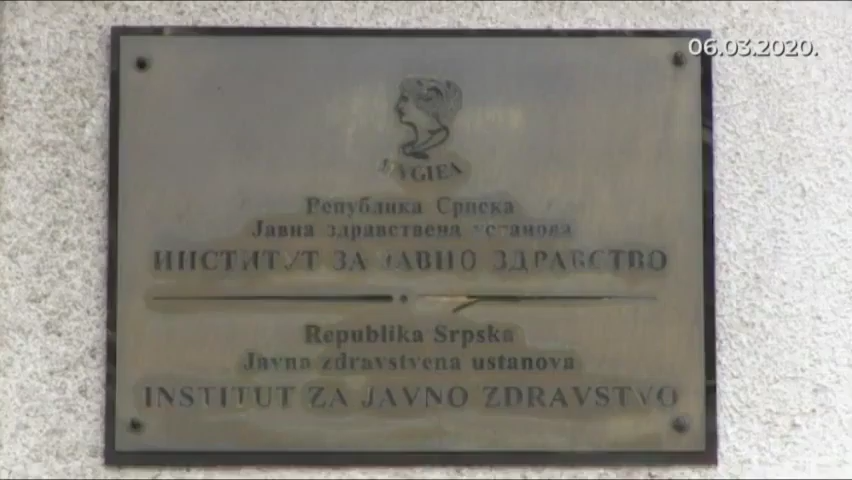 06.03.2020.
HYGIEA
Република Српска
Јавна здравствена установа
ИНСТИТУТ ЗА ЈАВНО ЗДРАВСТВО
Republika Srpska
Javna zdravstvena ustanova
INSTITUT ZA JAVNO ZDRAVSTVO